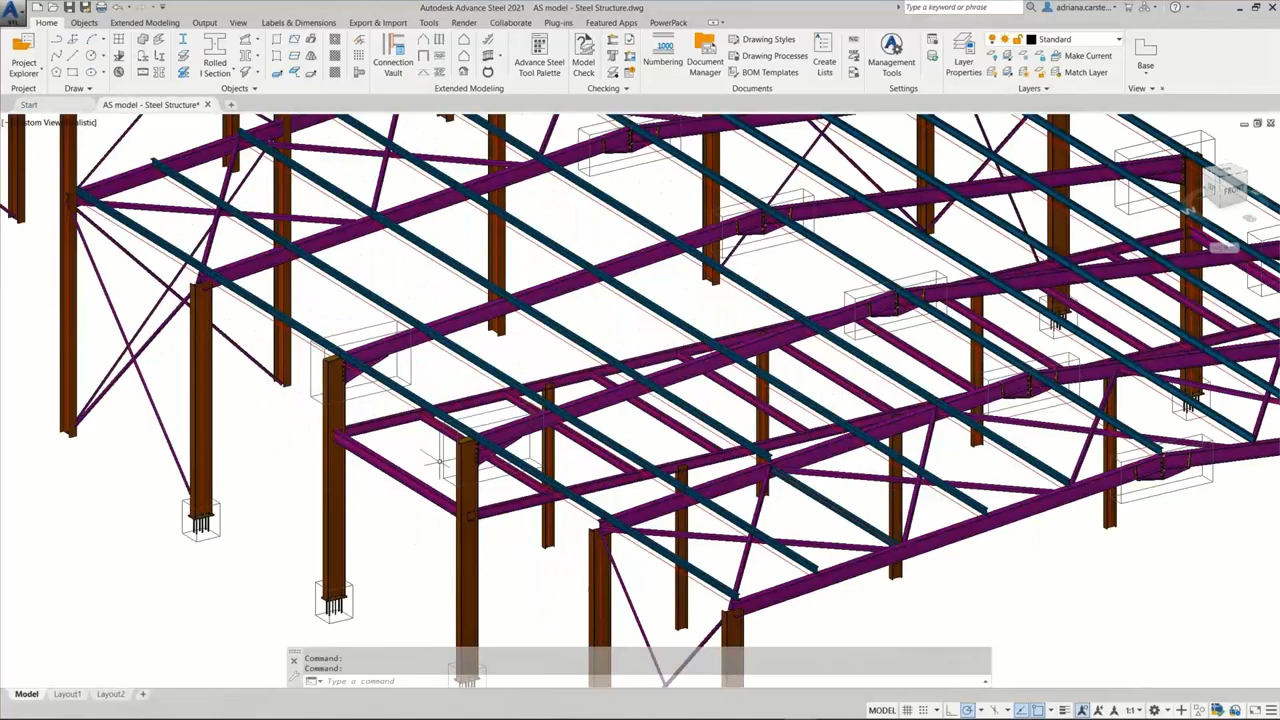 Autodesk Advance Steel 2021 AS model - Steel Structure.dwg
Type a keyword or phrase
adriana.carste...
STL
Home Objects Extended Modeling Output View Labels & Dimensions Export & Import Tools Render Collaborate Plug-ins Featured Apps PowerPack
Project Explorer
Rolled I Section
Connection Vault
Advance Steel Tool Palette
Model Check
1000
Numbering
Document Manager
Drawing Styles
Drawing Processes
BOM Templates
Create Lists
Management Tools
Layer Properties
Standard
Make Current
Match Layer
Base
Project Draw Objects Extended Modeling Checking Documents Settings Layers View
Start AS model - Steel Structure*
FRONT
Command:
Command:
Type a command
Model Layout1 Layout2
MODEL 1:1